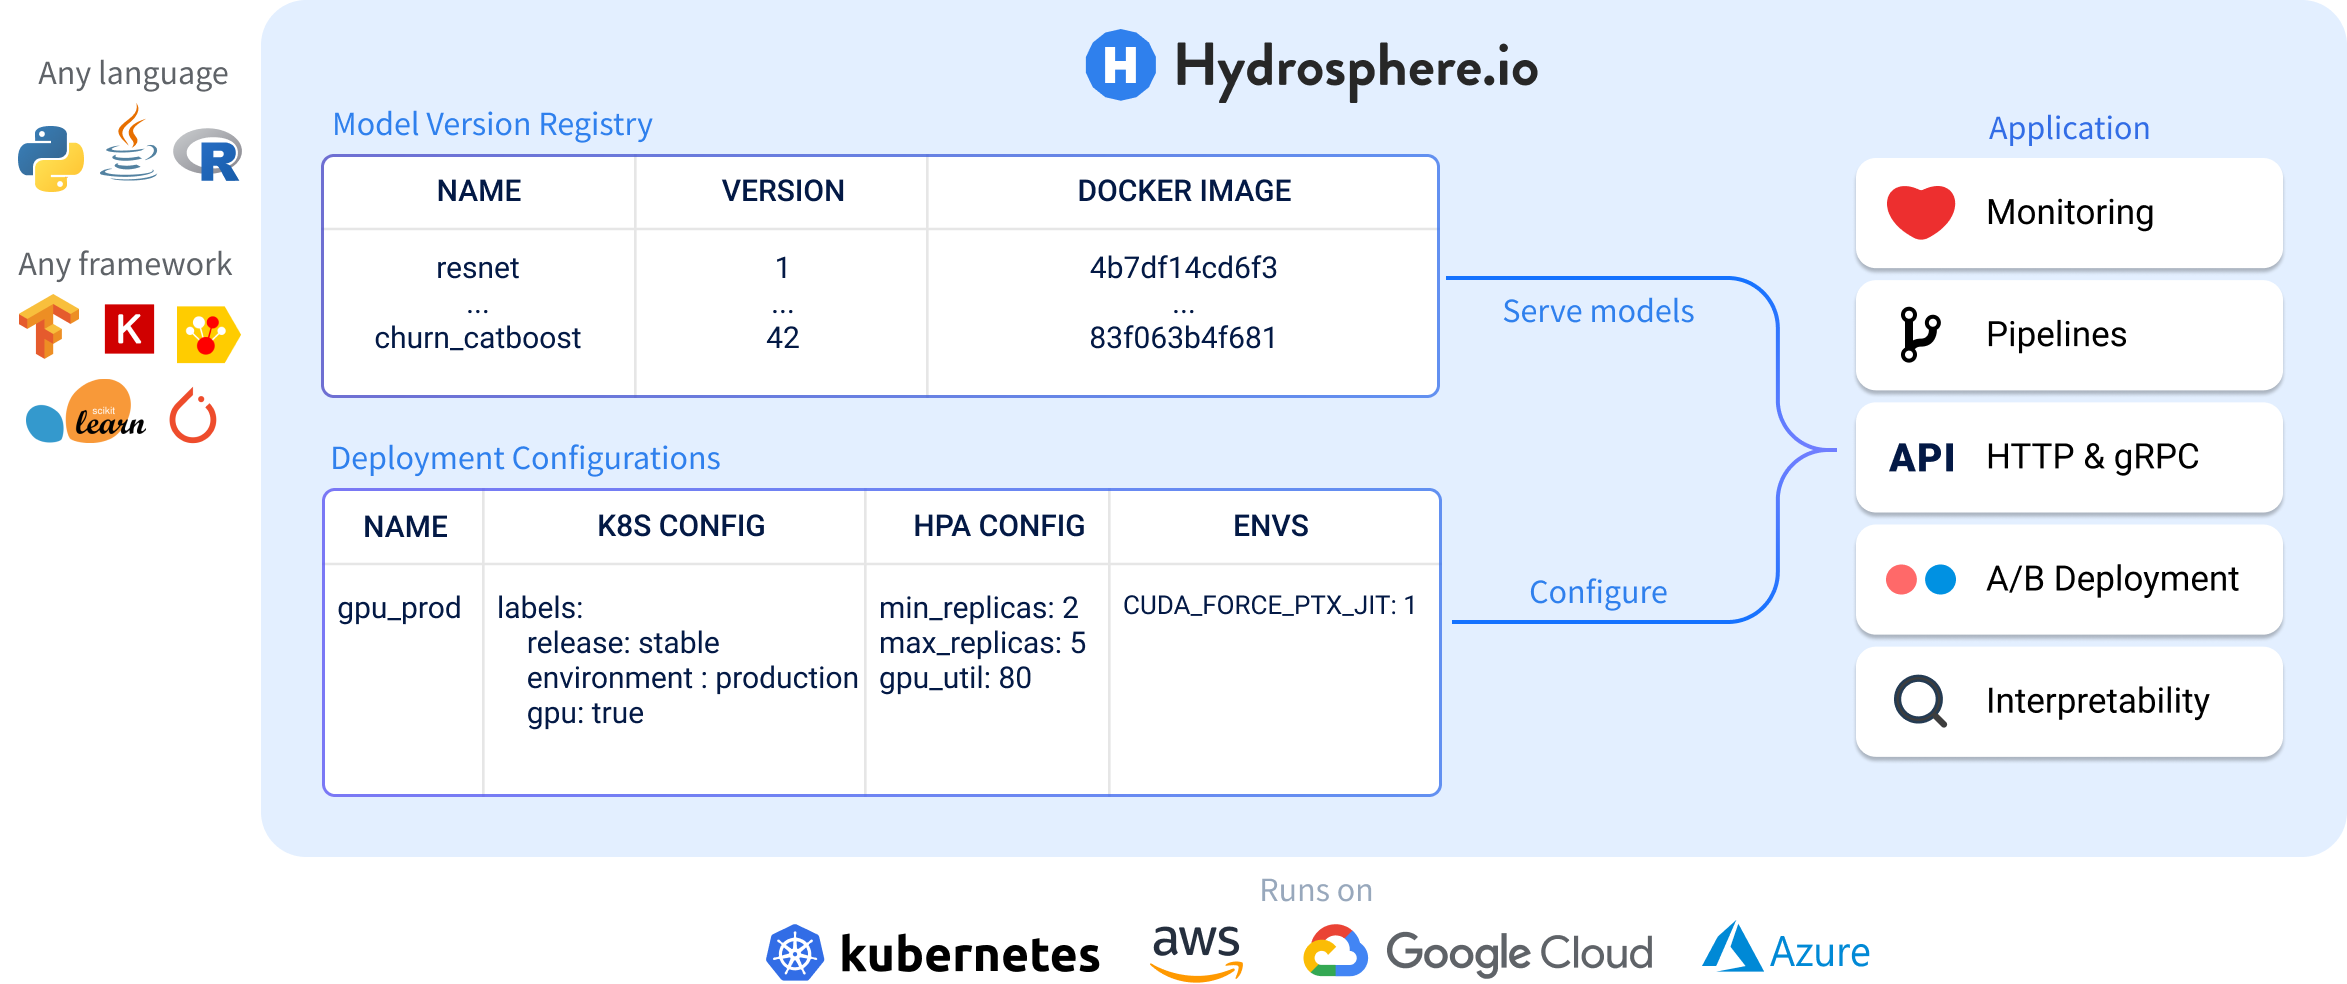 Any language
Any framework
K
scikit
learn
H Hydrosphere.io
Model Version Registry
NAME VERSION DOCKER IMAGE
resnet 1 4b7df14cd6f3
... ... ...
churn_catboost 42 83f063b4f681
Deployment Configurations
NAME K8S CONFIG HPA CONFIG ENVS
gpu_prod labels: min_replicas: 2 CUDA_FORCE_PTX_JIT: 1
release: stable max_replicas: 5
environment : production gpu_util: 80
gpu: true
Serve models
Configure
Application
Monitoring
Pipelines
API HTTP & gRPC
A/B Deployment
Interpretability
Runs on
kubernetes aws Google Cloud Azure
R